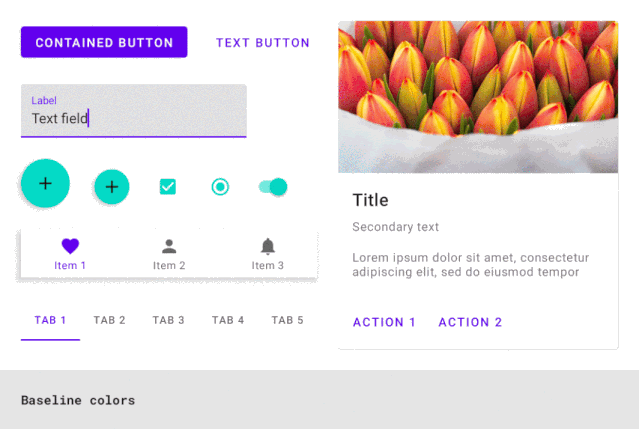 CONTAINED BUTTON
TEXT BUTTON
Label
Text field
Item 1
Item 2
Item 3
TAB 1
TAB 2
TAB 3
TAB 4
TAB 5
Title
Secondary text
Lorem ipsum dolor sit amet, consectetur
adipiscing elit, sed do eiusmod tempor
ACTION 1
ACTION 2
Baseline colors